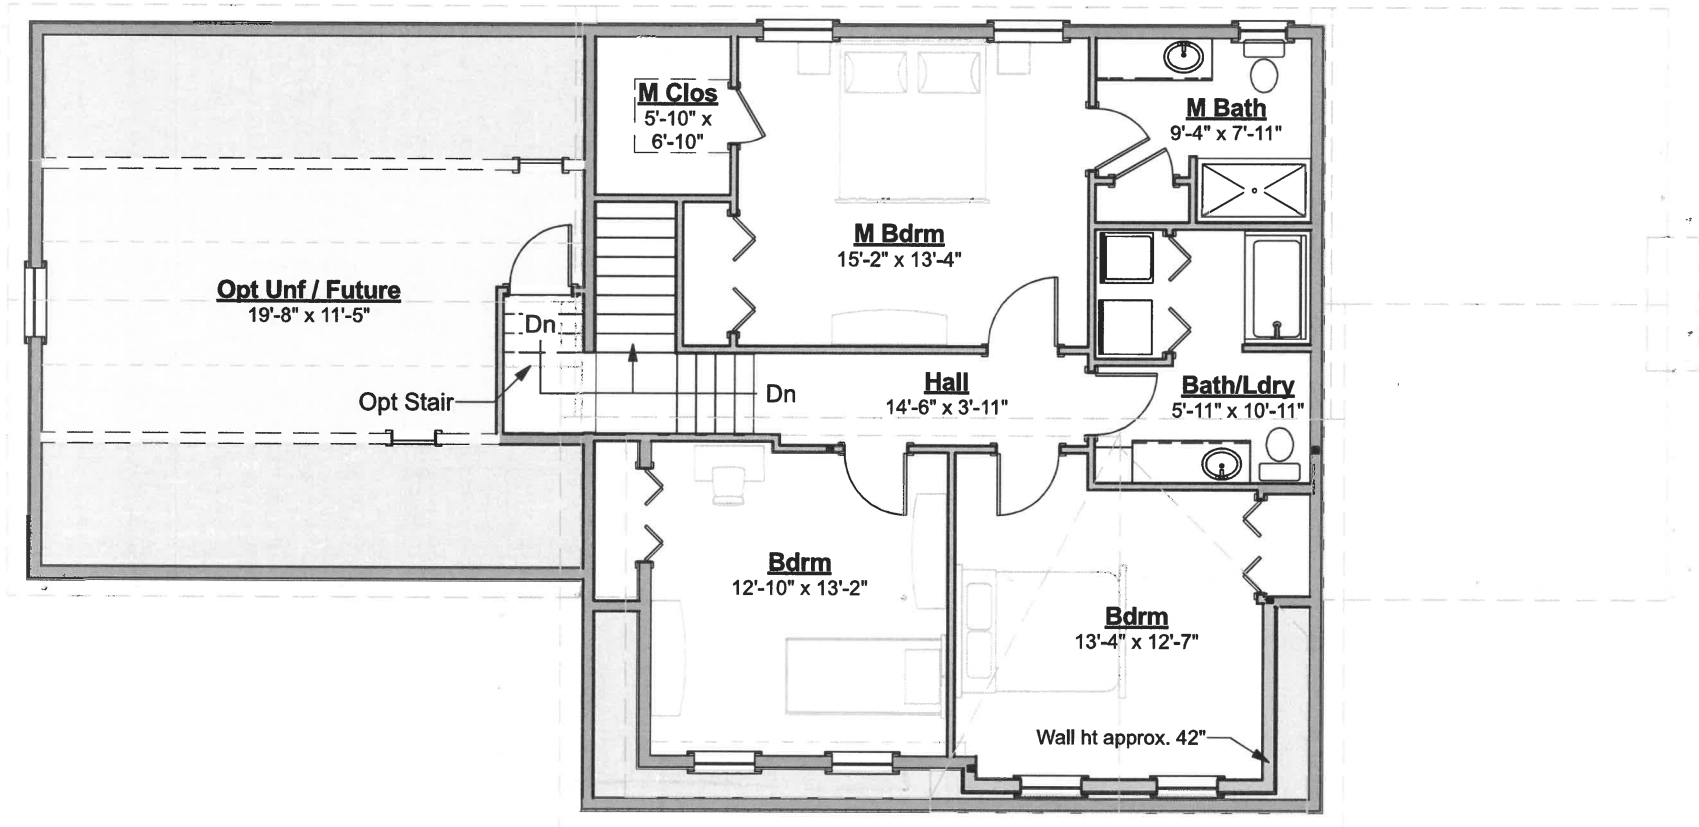 M Clos
5'-10" x
6'-10"
M Bath
9'-4" x 7'-11"
M Bdrm
15'-2" x 13'-4"
Opt Unf / Future
19'-8" x 11'-5"
Dn
Opt Stair
Dn
Hall
14'-6" x 3'-11"
Bath/Ldry
5'-11" x 10'-11"
Bdrm
12'-10" x 13'-2"
Bdrm
13'-4" x 12'-7"
Wall ht approx. 42"